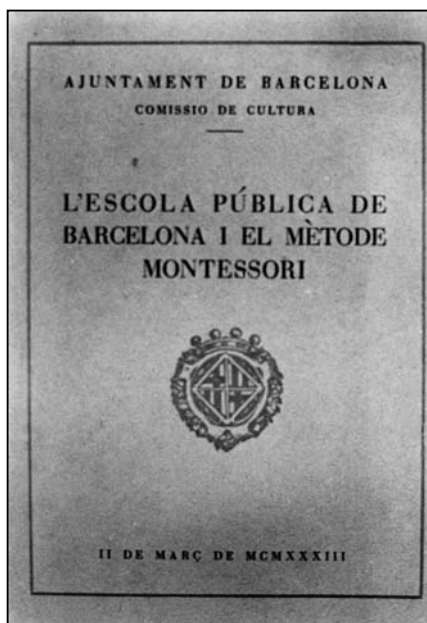 AJUNTAMENT DE BARCELONA
COMISSIO DE CULTURA
L'ESCOLA PÚBLICA DE
BARCELONA I EL MÈTODE
MONTESSORI
II DE MARÇ DE MCMXXXIII